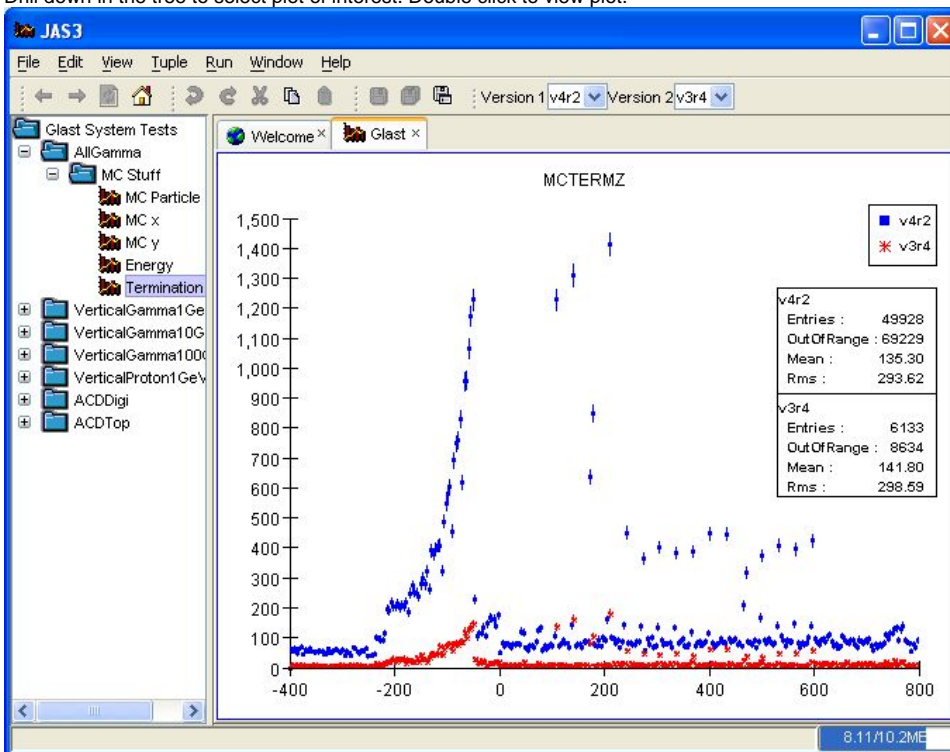 Drill down in the tree to select plot of interest. Double click to view plot.
JAS3
File Edit View Tuple Run Window Help
Version 1 v4r2 Version 2 v3r4
Glast System Tests
AllGamma
MC Stuff
MC Particle
MC x
MC y
Energy
Termination
VerticalGamma1Ge
VerticalGamma10G
VerticalGamma100
VerticalProton1GeV
ACDDigi
ACDTop
Welcome × Glast ×
MCTERMZ
1,500
1,400
1,300
1,200
1,100
1,000
900
800
700
600
500
400
300
200
100
0
-400 -200 0 200 400 600 800
v4r2
v3r4
v4r2
Entries : 49928
OutOfRange : 69229
Mean : 135.30
Rms : 293.62
v3r4
Entries : 6133
OutOfRange : 8634
Mean : 141.80
Rms : 298.59
8.11/10.2ME